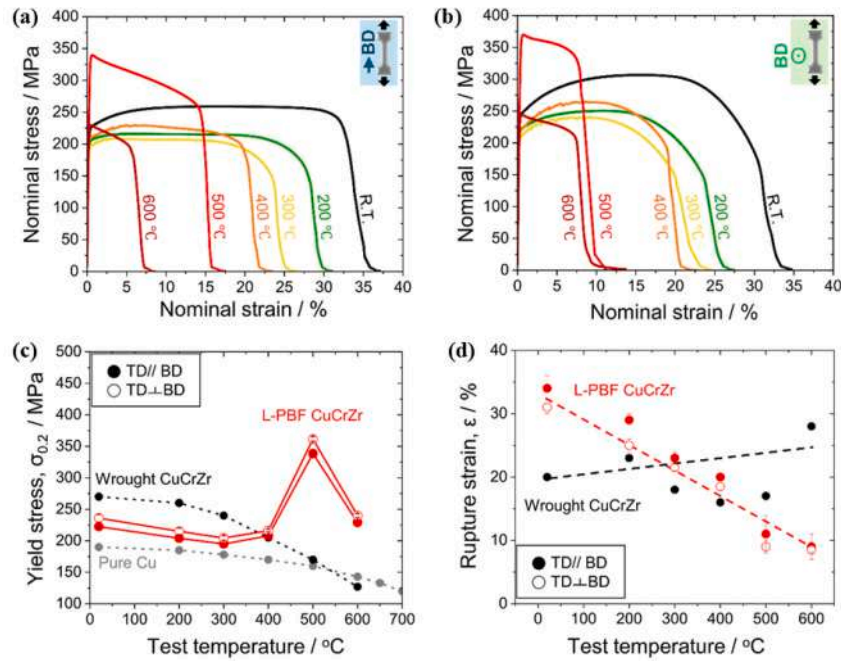 (a)
400
350
300
250
200
150
100
50
0
Nominal stress / MPa
BD
600 °C
500 °C
400 °C
300 °C
200 °C
R.T.
0 5 10 15 20 25 30 35 40
Nominal strain / %
(b)
400
350
300
250
200
150
100
50
0
Nominal stress / MPa
BD
600 °C
500 °C
400 °C
300 °C
200 °C
R.T.
0 5 10 15 20 25 30 35 40
Nominal strain / %
(c)
500
450
400
350
300
250
200
150
100
Yield stress, σ0,2 / MPa
TD// BD
TD⊥BD
L-PBF CuCrZr
Wrought CuCrZr
Pure Cu
0 100 200 300 400 500 600 700
Test temperature / °C
(d)
40
30
20
10
0
Rupture strain, ε / %
L-PBF CuCrZr
Wrought CuCrZr
TD// BD
TD⊥BD
0 100 200 300 400 500 600
Test temperature / °C